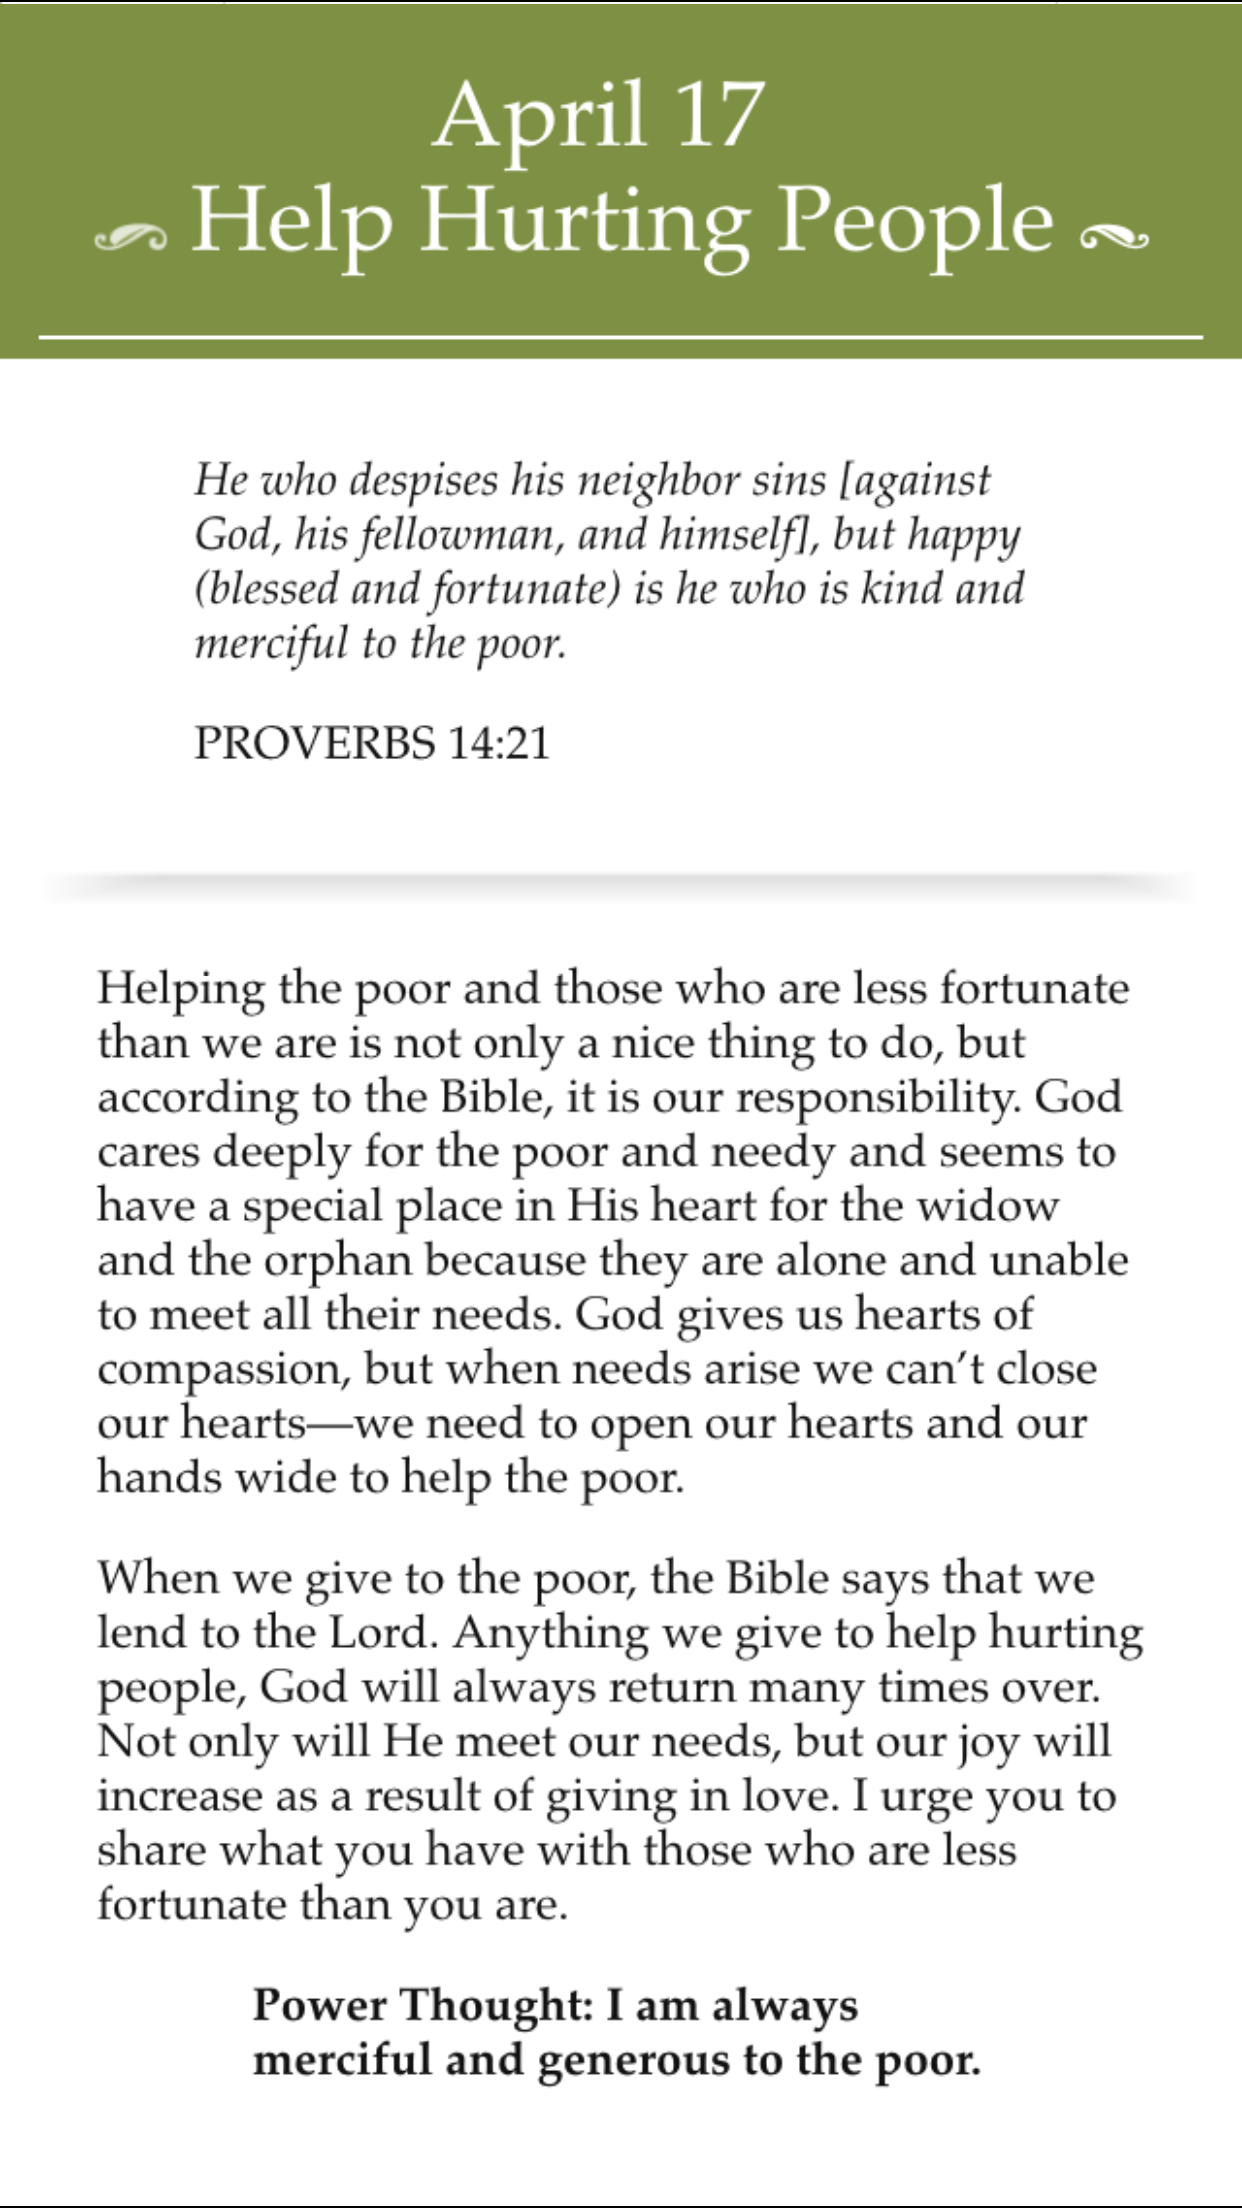 April 17
Help Hurting People
He who despises his neighbor sins [against
God, his fellowman, and himself], but happy
(blessed and fortunate) is he who is kind and
merciful to the poor.
PROVERBS 14:21
Helping the poor and those who are less fortunate
than we are is not only a nice thing to do, but
according to the Bible, it is our responsibility. God
cares deeply for the poor and needy and seems to
have a special place in His heart for the widow
and the orphan because they are alone and unable
to meet all their needs. God gives us hearts of
compassion, but when needs arise we can’t close
our hearts—we need to open our hearts and our
hands wide to help the poor.
When we give to the poor, the Bible says that we
lend to the Lord. Anything we give to help hurting
people, God will always return many times over.
Not only will He meet our needs, but our joy will
increase as a result of giving in love. I urge you to
share what you have with those who are less
fortunate than you are.
Power Thought: I am always
merciful and generous to the poor.